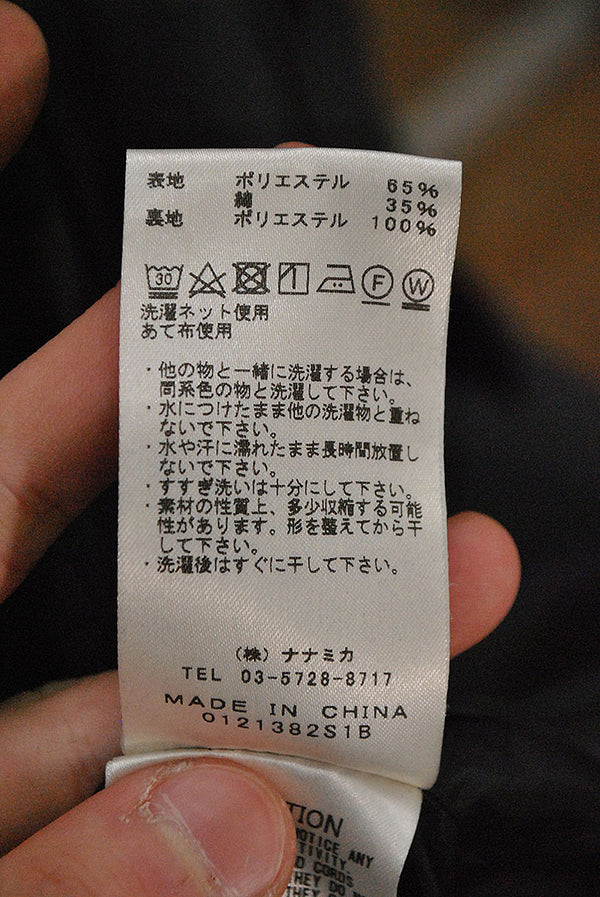 表地 ポリエステル 65%
綿 35%
裏地 ポリエステル 100%
30 F W
洗濯ネット使用
あて布使用
・他の物と一緒に洗濯する場合は、
同系色の物と洗濯して下さい。
・水につけたまま他の洗濯物と重ね
ないで下さい。
・水や汗に濡れたまま長時間放置し
ないで下さい。
・すすぎ洗いは十分にして下さい。
・素材の性質上、多少収縮する可能
性があります。形を整えてから干
して下さい。
・洗濯後はすぐに干して下さい。
(株)ナナミカ
TEL 03-5728-8717
MADE IN CHINA
0121382S1B
NOTICE ANY
CORDS
THEY DO
THEY